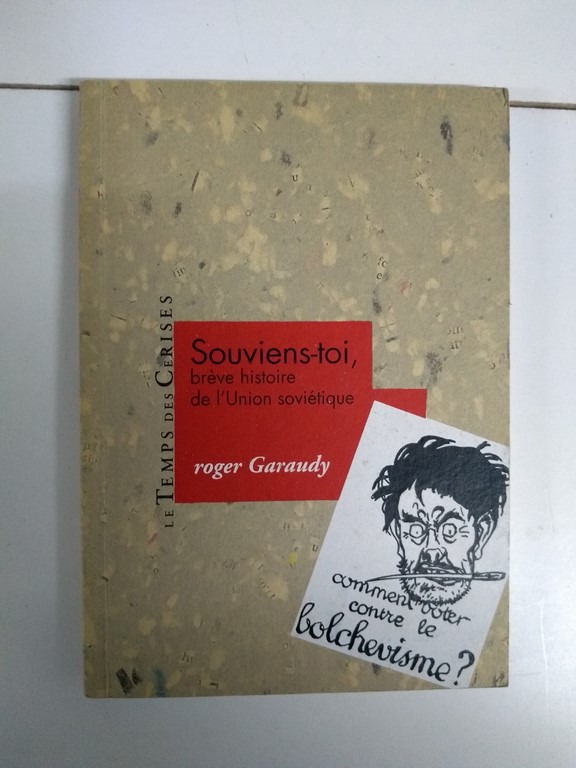 LE TEMPS DES CERISES
Souviens-toi,
brève histoire
de l'Union soviétique
roger Garaudy
comment voter
contre le
bolchevisme?